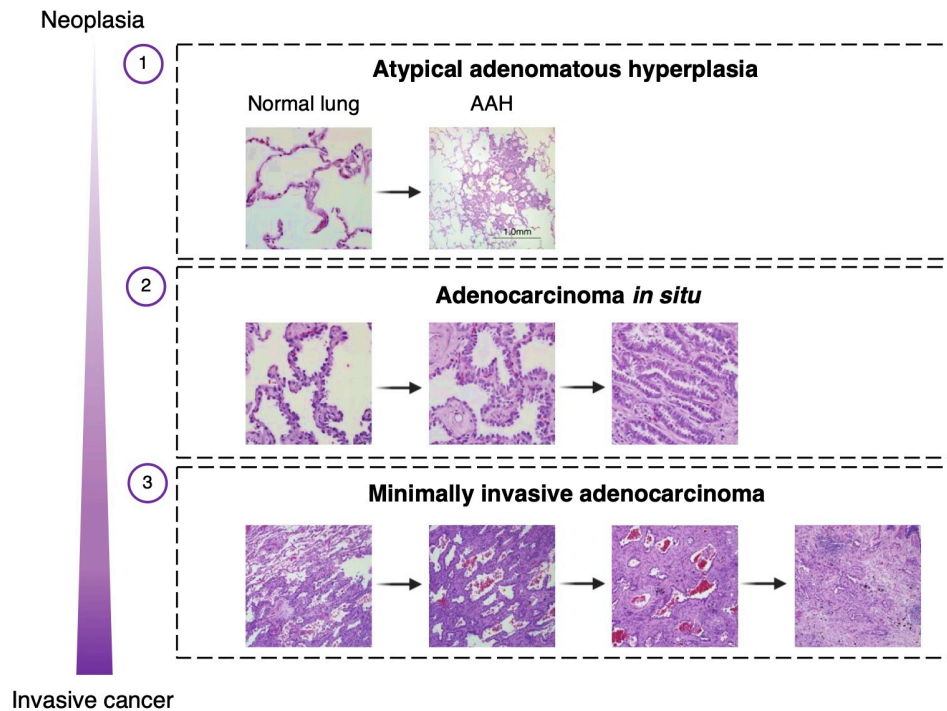 Neoplasia
1
Atypical adenomatous hyperplasia
Normal lung
AAH
1.0mm
2
Adenocarcinoma in situ
3
Minimally invasive adenocarcinoma
Invasive cancer